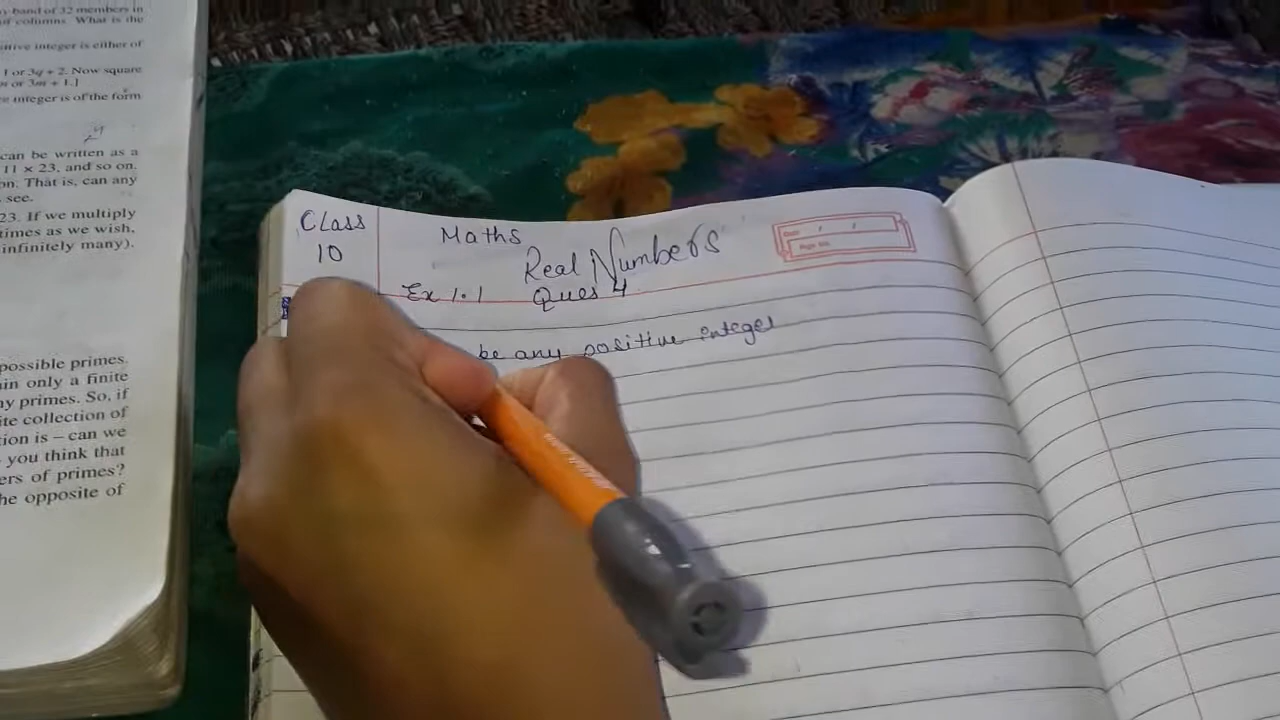 y band of 32 members in
of columns. What is the
sitive integer is either of
1 or 3q + 2. Now square
m or 3m + 1.]
e integer is of the form
can be written as a
11 × 23, and so on.
on. That is, can any
see.
23. If we multiply
times as we wish,
infinitely many).
possible primes.
in only a finite
ny primes. So, if
ite collection of
tion is – can we
you think that
ers of primes?
he opposite of
Class
10
Maths
Real Numbers
Ex 1.1 Ques 4
be any positive integer
Date / /
Page No.